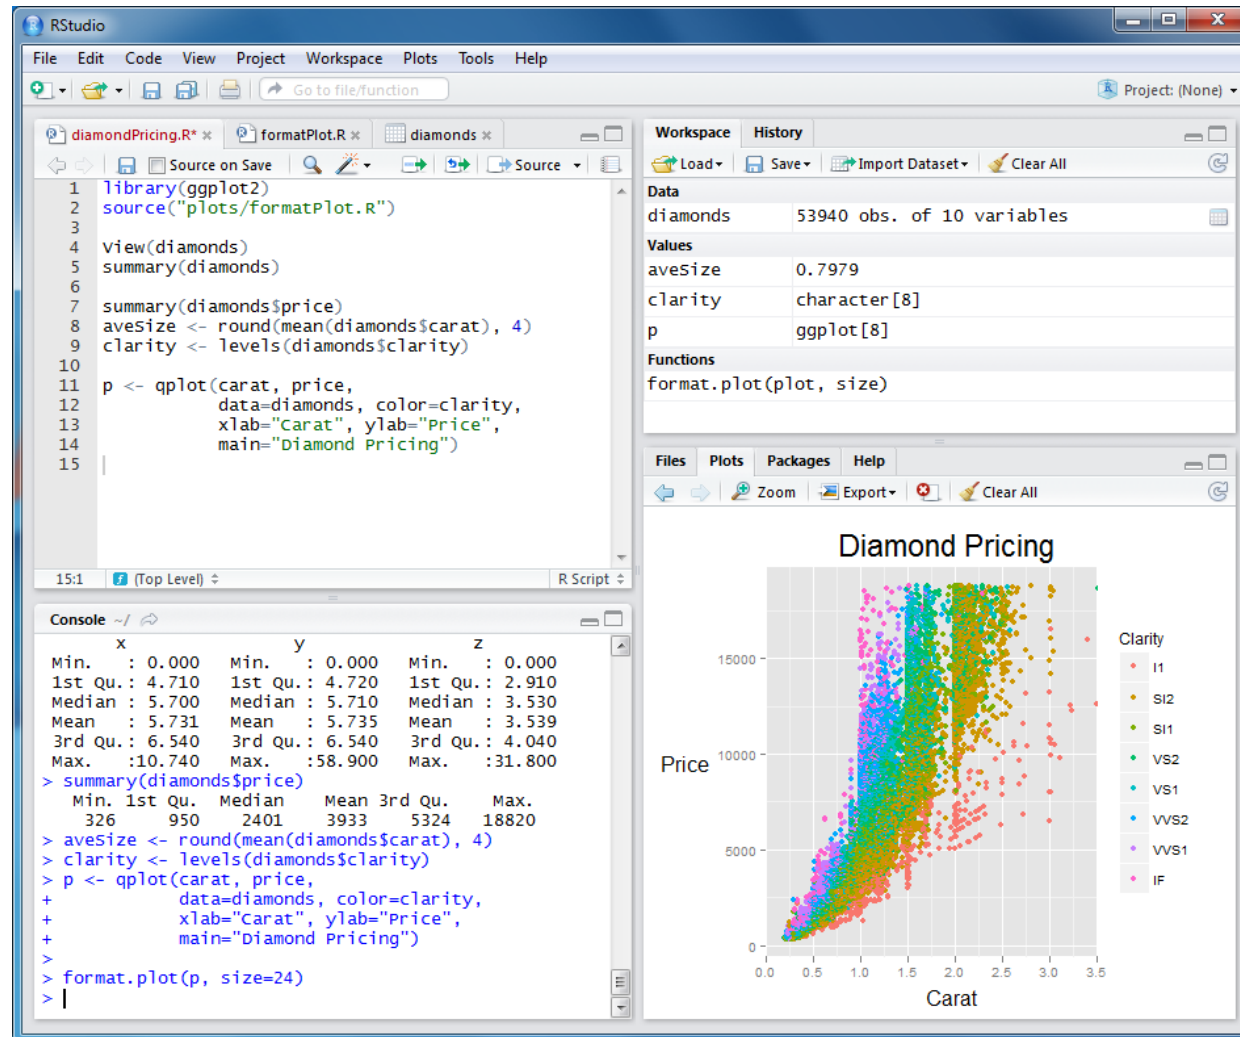 RStudio
File Edit Code View Project Workspace Plots Tools Help
Go to file/function Project: (None)
diamondPricing.R* formatPlot.R diamonds
Source on Save Source
1 library(ggplot2)
2 source("plots/formatPlot.R")
3
4 View(diamonds)
5 summary(diamonds)
6
7 summary(diamonds$price)
8 aveSize <- round(mean(diamonds$carat), 4)
9 clarity <- levels(diamonds$clarity)
10
11 p <- qplot(carat, price,
12 data=diamonds, color=clarity,
13 xlab="Carat", ylab="Price",
14 main="Diamond Pricing")
15
15:1 (Top Level) R Script
Console ~/
x y z
Min. : 0.000 Min. : 0.000 Min. : 0.000
1st Qu.: 4.710 1st Qu.: 4.720 1st Qu.: 2.910
Median : 5.700 Median : 5.710 Median : 3.530
Mean : 5.731 Mean : 5.735 Mean : 3.539
3rd Qu.: 6.540 3rd Qu.: 6.540 3rd Qu.: 4.040
Max. :10.740 Max. :58.900 Max. :31.800
> summary(diamonds$price)
Min. 1st Qu. Median Mean 3rd Qu. Max.
326 950 2401 3933 5324 18820
> aveSize <- round(mean(diamonds$carat), 4)
> clarity <- levels(diamonds$clarity)
> p <- qplot(carat, price,
+ data=diamonds, color=clarity,
+ xlab="Carat", ylab="Price",
+ main="Diamond Pricing")
>
> format.plot(p, size=24)
>
Workspace History
Load Save Import Dataset Clear All
Data
diamonds 53940 obs. of 10 variables
Values
aveSize 0.7979
clarity character[8]
p ggplot[8]
Functions
format.plot(plot, size)
Files Plots Packages Help
Zoom Export Clear All
Diamond Pricing
Price
15000
10000
5000
0
0.0 0.5 1.0 1.5 2.0 2.5 3.0 3.5
Carat
Clarity
I1
SI2
SI1
VS2
VS1
VVS2
VVS1
IF